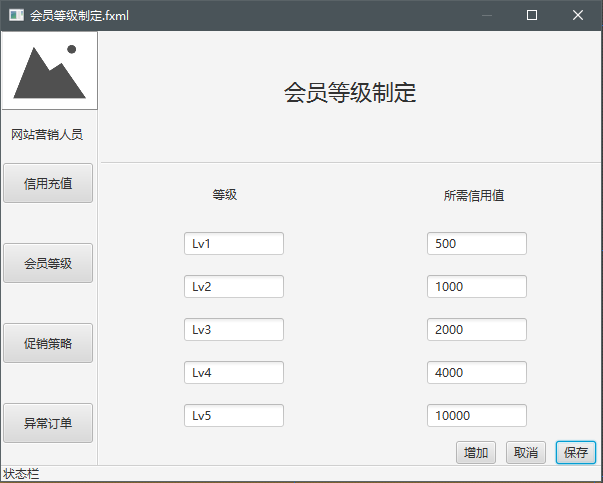 会员等级制定.fxml
网站营销人员
信用充值
会员等级
促销策略
异常订单
会员等级制定
等级 所需信用值
Lv1 500
Lv2 1000
Lv3 2000
Lv4 4000
Lv5 10000
增加 取消 保存
状态栏